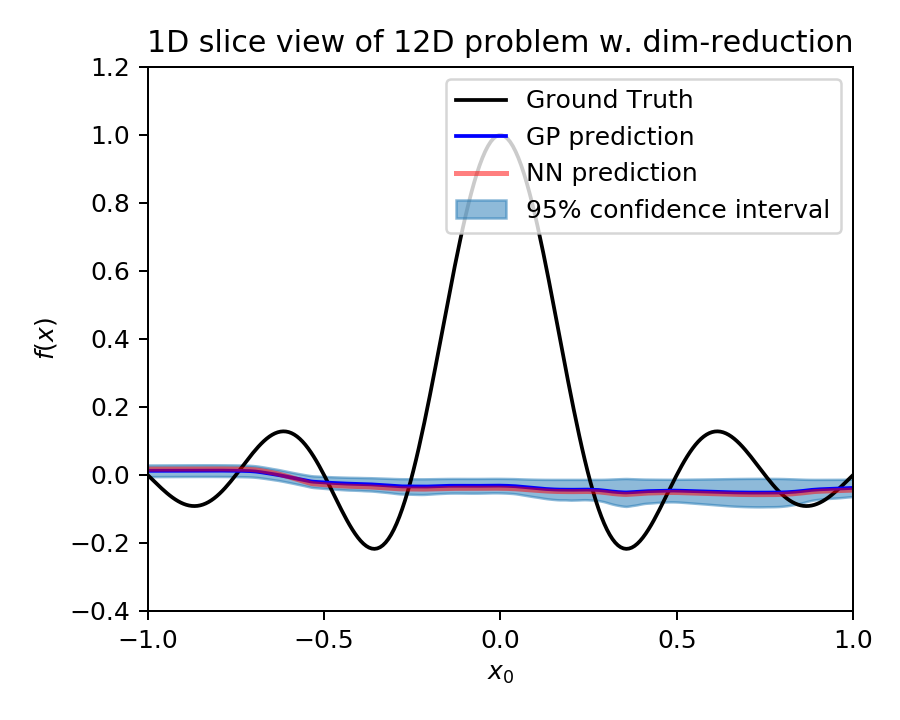 1D slice view of 12D problem w. dim-reduction
1.2
1.0
0.8
0.6
0.4
0.2
0.0
−0.2
−0.4
f(x)
Ground Truth
GP prediction
NN prediction
95% confidence interval
−1.0 −0.5 0.0 0.5 1.0
x₀